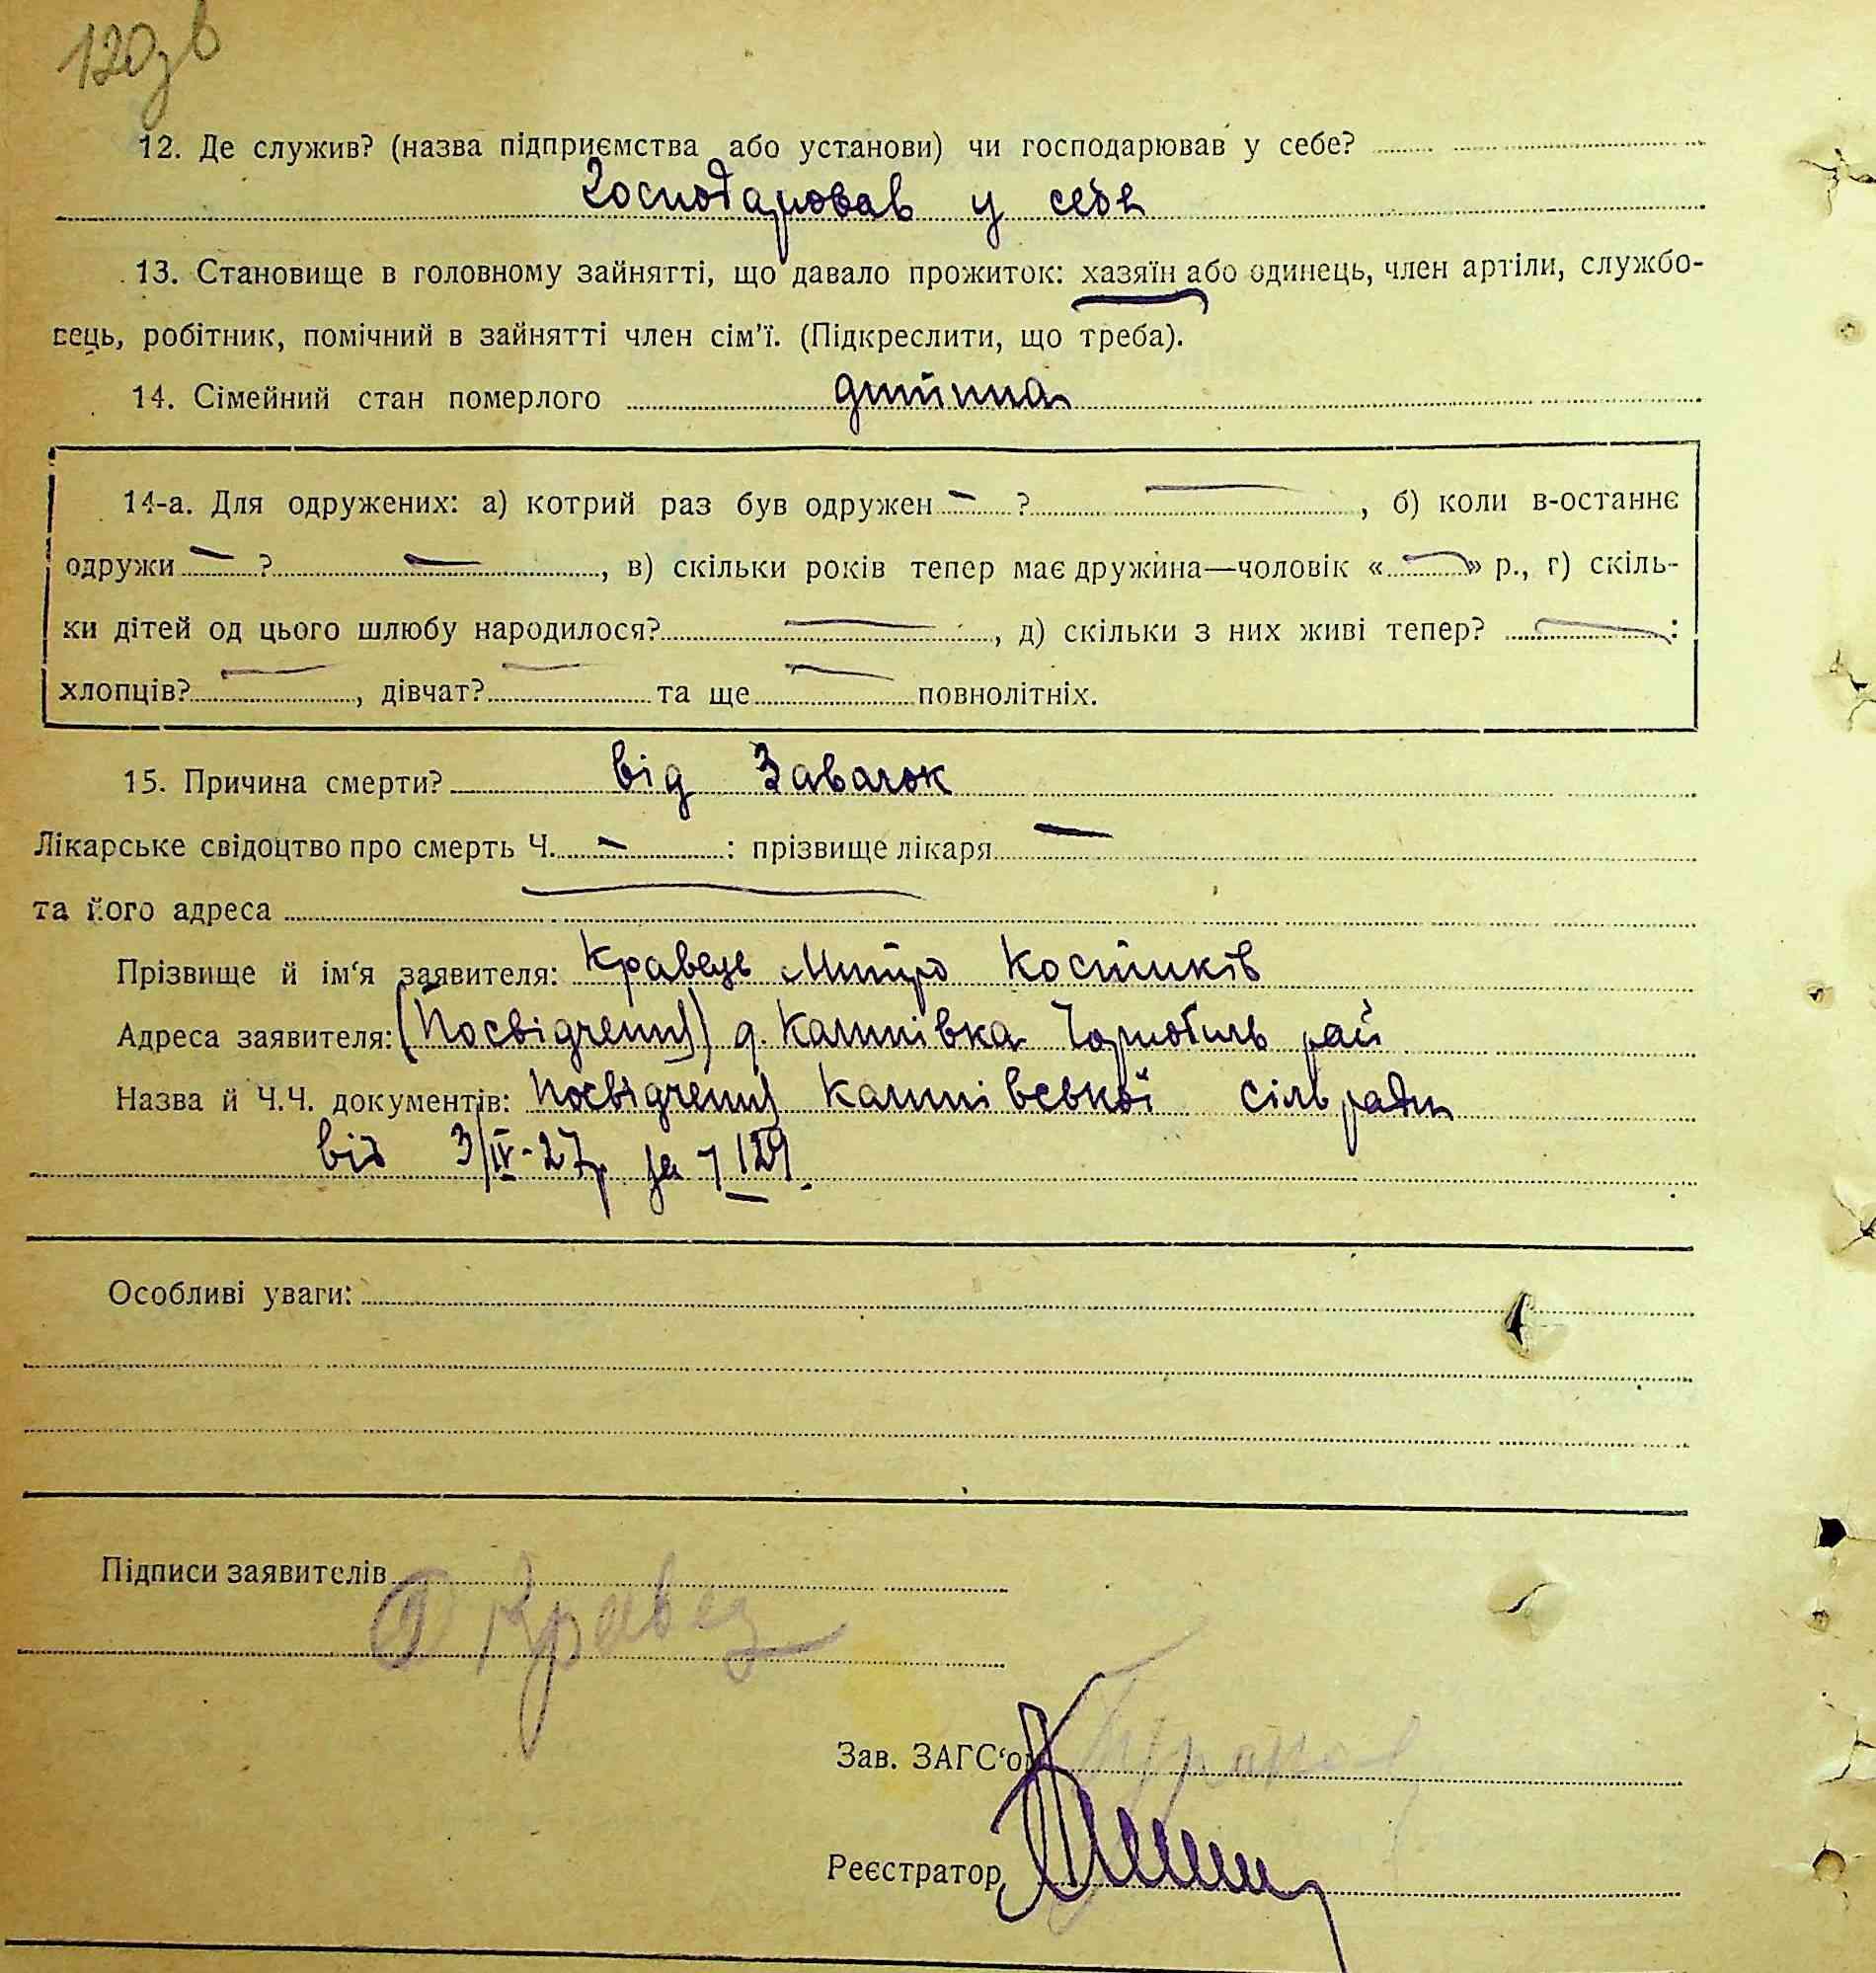 120зв
12. Де служив? (назва підприємства або установи) чи господарював у себе?
Господарював у себе
13. Становище в головному зайнятті, що давало прожиток: хазяїн або одинець, член артіли, службо-
вець, робітник, помічний в зайнятті член сім'ї. (Підкреслити, що треба).
14. Сімейний стан померлого дитина
14-а. Для одружених: а) котрий раз був одружен — ? —, б) коли в-останнє
одружи — ? —, в) скільки років тепер має дружина—чоловік « — » р., г) скіль-
ки дітей од цього шлюбу народилося? —, д) скільки з них живі тепер? — :
хлопців? —, дівчат? — та ще — повнолітніх.
15. Причина смерти? від Завалок
Лікарське свідоцтво про смерть Ч. — : прізвище лікаря —
та його адреса —
Прізвище й ім'я заявителя: Кравець Митро Костиків
Адреса заявителя: (Посвідчення) д. Калинівка Чорнобиль рай
Назва й Ч.Ч. документів: Посвідчення Калинівської сільради
від 3/IV-27р за ч 129.
Особливі уваги:
Підписи заявителів
Кравец
Зав. ЗАГС'ом
Реєстратор